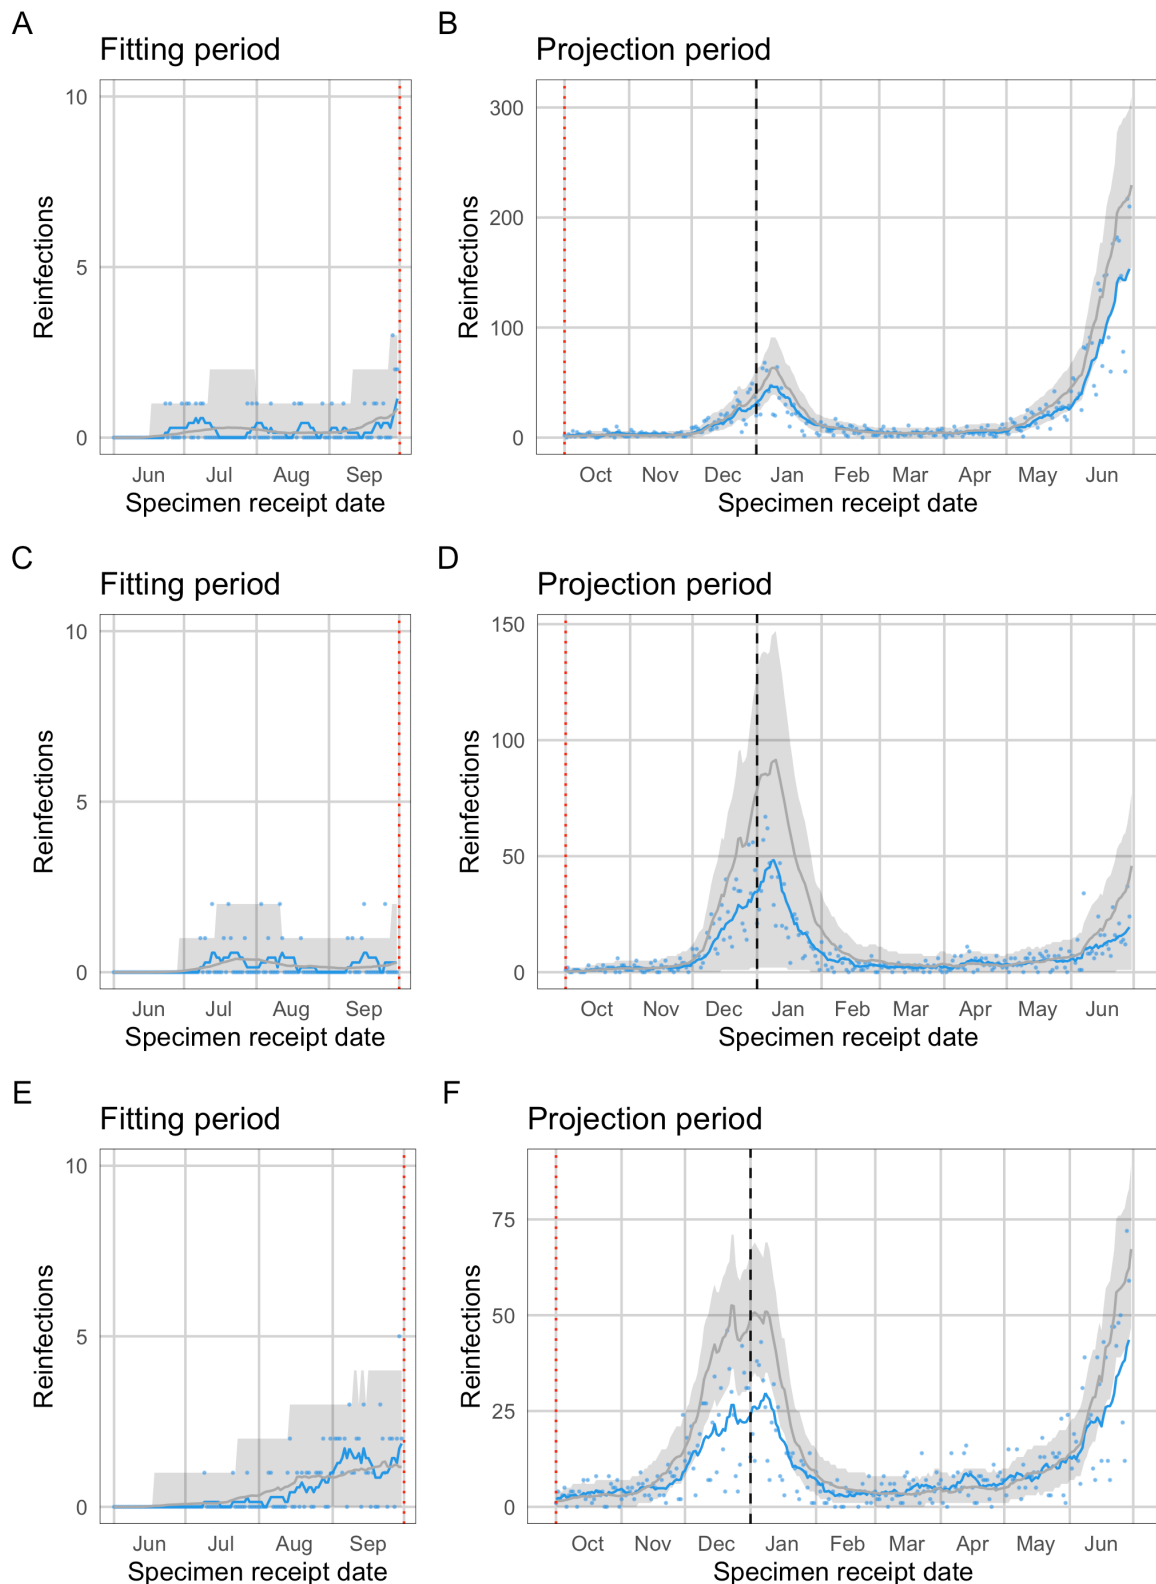 A
Fitting period
10
5
0
Reinfections
Jun Jul Aug Sep
Specimen receipt date
B
Projection period
300
200
100
0
Reinfections
Oct Nov Dec Jan Feb Mar Apr May Jun
Specimen receipt date
C
Fitting period
10
5
0
Reinfections
Jun Jul Aug Sep
Specimen receipt date
D
Projection period
150
100
50
0
Reinfections
Oct Nov Dec Jan Feb Mar Apr May Jun
Specimen receipt date
E
Fitting period
10
5
0
Reinfections
Jun Jul Aug Sep
Specimen receipt date
F
Projection period
75
50
25
0
Reinfections
Oct Nov Dec Jan Feb Mar Apr May Jun
Specimen receipt date